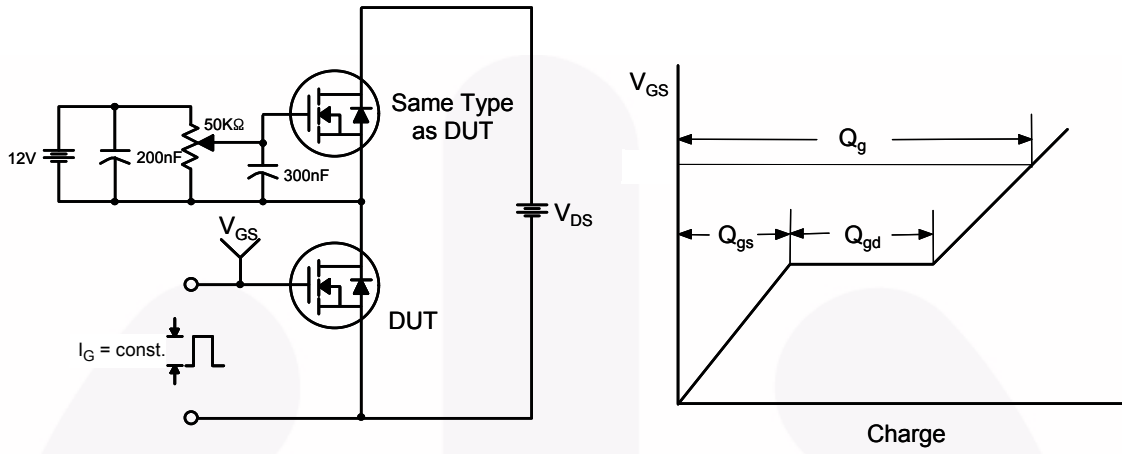 12V
200nF
50KΩ
300nF
Same Type
as DUT
V_DS
V_GS
DUT
I_G = const.
V_GS
Q_g
Q_gs
Q_gd
Charge